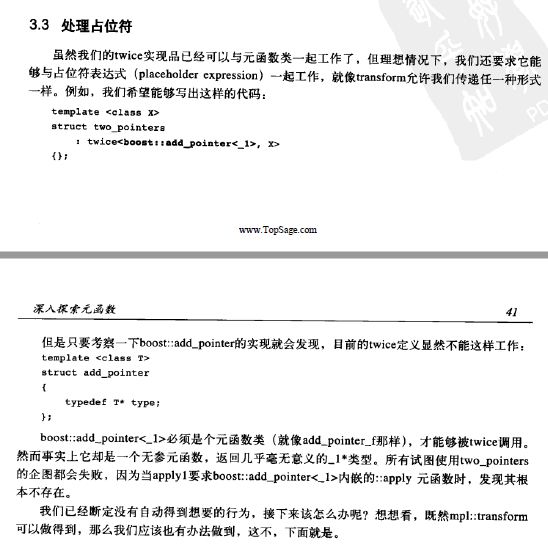 3.3 处理占位符
虽然我们的twice实现品已经可以与元函数类一起工作了，但理想情况下，我们还要求它能
够与占位符表达式（placeholder expression）一起工作，就像transform允许我们传递任一种形式
一样。例如，我们希望能够写出这样的代码：
template <class X>
struct two_pointers
: twice<boost::add_pointer<_1>, X>
{};
www.TopSage.com
深入探索元函数 41
但是只要考察一下boost::add_pointer的实现就会发现，目前的twice定义显然不能这样工作：
template <class T>
struct add_pointer
{
typedef T* type;
};
boost::add_pointer<_1>必须是个元函数类（就像add_pointer_f那样），才能够被twice调用。
然而事实上它却是一个无参元函数，返回几乎毫无意义的_1*类型。所有试图使用two_pointers
的企图都会失败，因为当apply1要求boost::add_pointer<_1>内嵌的::apply 元函数时，发现其根
本不存在。
我们已经断定没有自动得到想要的行为，接下来该怎么办呢？想想看，既然mpl::transform
可以做得到，那么我们应该也有办法做到，这不，下面就是。